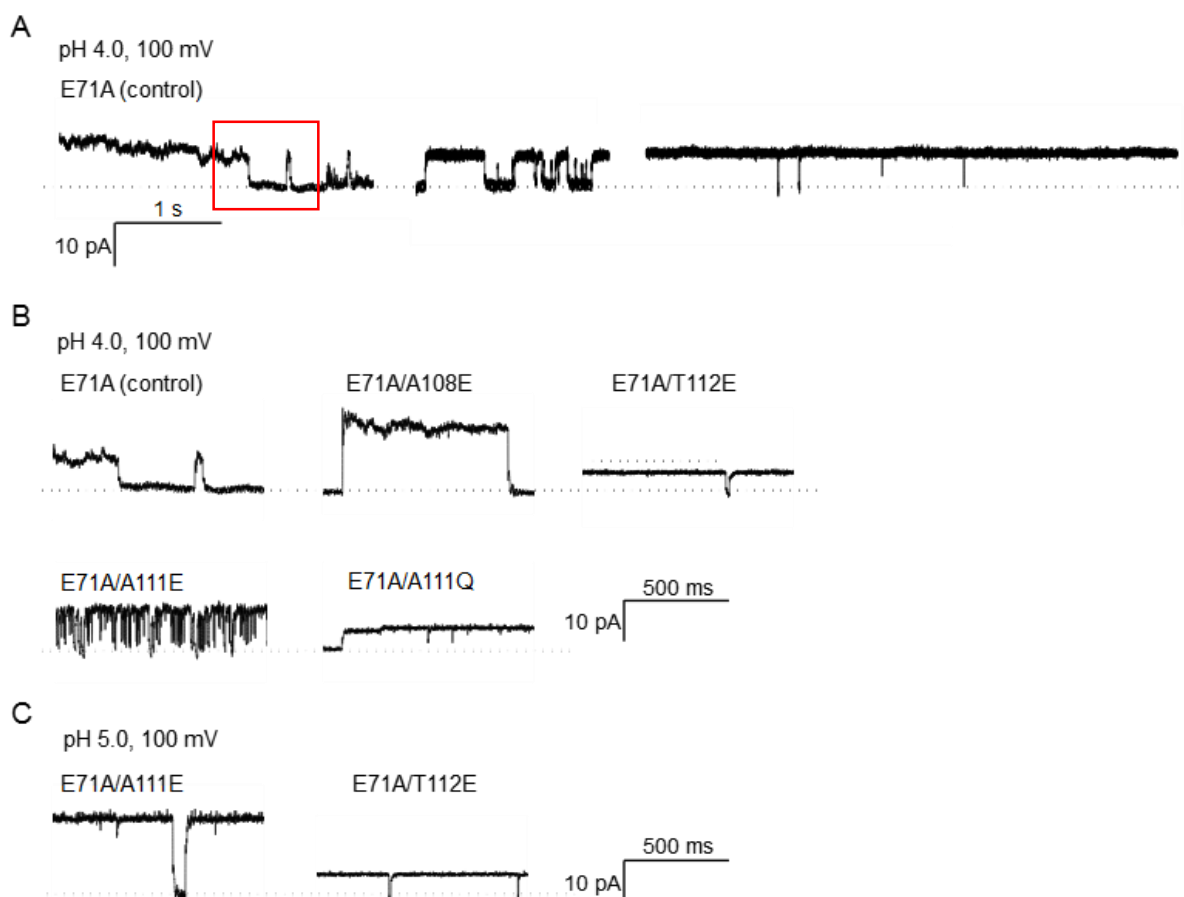 A
pH 4.0, 100 mV
E71A (control)
1 s
10 pA
B
pH 4.0, 100 mV
E71A (control)
E71A/A108E
E71A/T112E
E71A/A111E
E71A/A111Q
500 ms
10 pA
C
pH 5.0, 100 mV
E71A/A111E
E71A/T112E
500 ms
10 pA